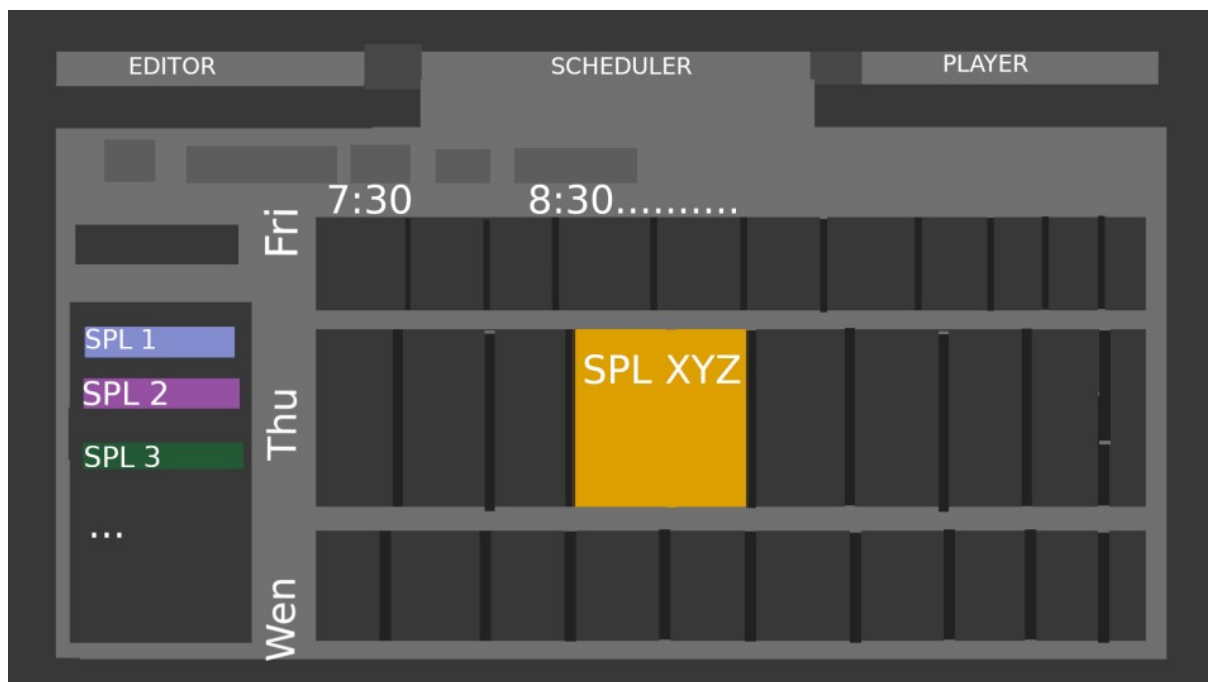 EDITOR
SCHEDULER
PLAYER
7:30
8:30..........
Fri
SPL 1
SPL 2
SPL 3
...
Thu
SPL XYZ
Wen